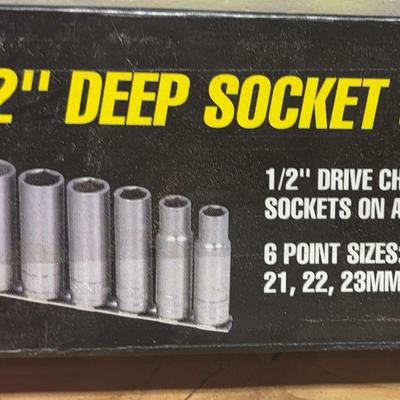 2" DEEP SOCKET
1/2" DRIVE CH
SOCKETS ON A
6 POINT SIZES:
21, 22, 23MM